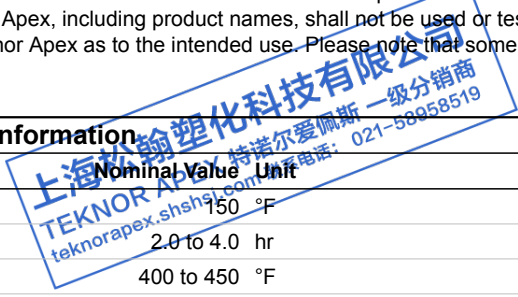 Apex, including product names, shall not be used or tes
nor Apex as to the intended use. Please note that some
nformation
Nominal Value Unit
150 °F
2.0 to 4.0 hr
400 to 450 °F
上海松翰塑化科技有限公司
TEKNOR APEX 特诺尔爱佩斯 一级分销商
teknorapex.shshsj.com 联系电话: 021-58958519